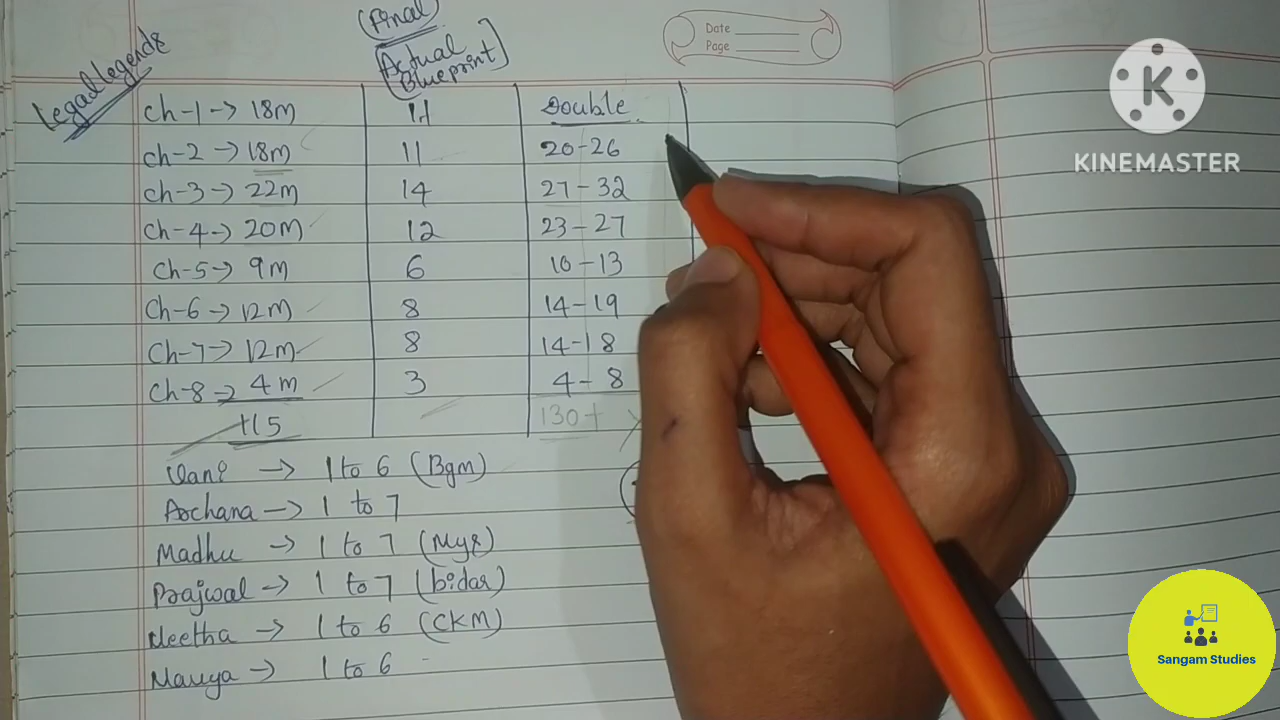 (Final)
Legal legends
(Actual Blueprint)
Date
Page
Ch-1 → 18m 11 Double
Ch-2 → 18m 11 20-26
Ch-3 → 22m 14 27-32
Ch-4 → 20m 12 23-27
Ch-5 → 9m 6 10-13
Ch-6 → 12m 8 14-19
Ch-7 → 12m 8 14-18
Ch-8 → 4m 3 4-8
115 130+
Vani → 1 to 6 (Bgm)
Archana → 1 to 7
Madhu → 1 to 7 (Mys)
Prajwal → 1 to 7 (bidar)
Neetha → 1 to 6 (CKM)
Mauya → 1 to 6
K
KINEMASTER
Sangam Studies